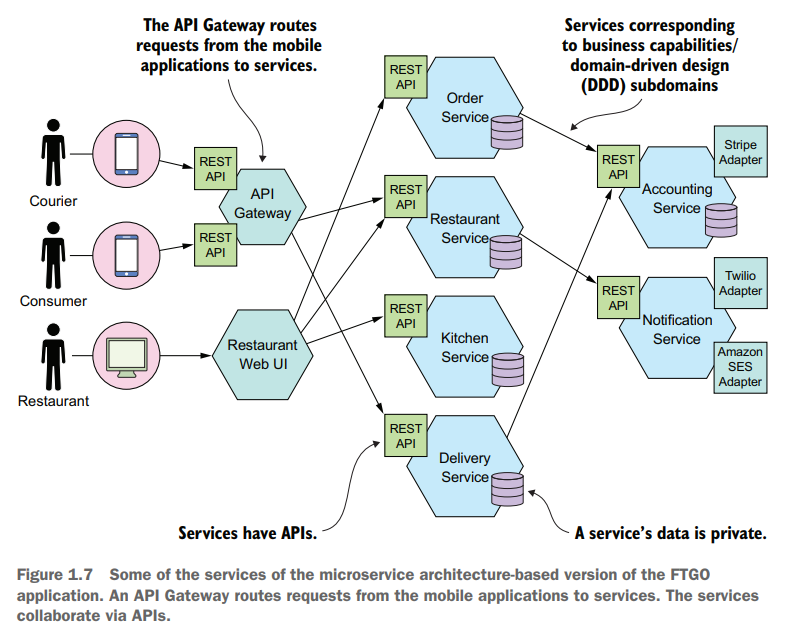 The API Gateway routes
requests from the mobile
applications to services.
Services corresponding
to business capabilities/
domain-driven design
(DDD) subdomains
REST
API
Order
Service
Courier
REST
API
API
Gateway
REST
API
REST
API
Restaurant
Service
REST
API
Accounting
Service
Stripe
Adapter
Consumer
Restaurant
Restaurant
Web UI
REST
API
Kitchen
Service
REST
API
Notification
Service
Twilio
Adapter
Amazon
SES
Adapter
REST
API
Delivery
Service
Services have APIs.
A service's data is private.
Figure 1.7 Some of the services of the microservice architecture-based version of the FTGO
application. An API Gateway routes requests from the mobile applications to services. The services
collaborate via APIs.